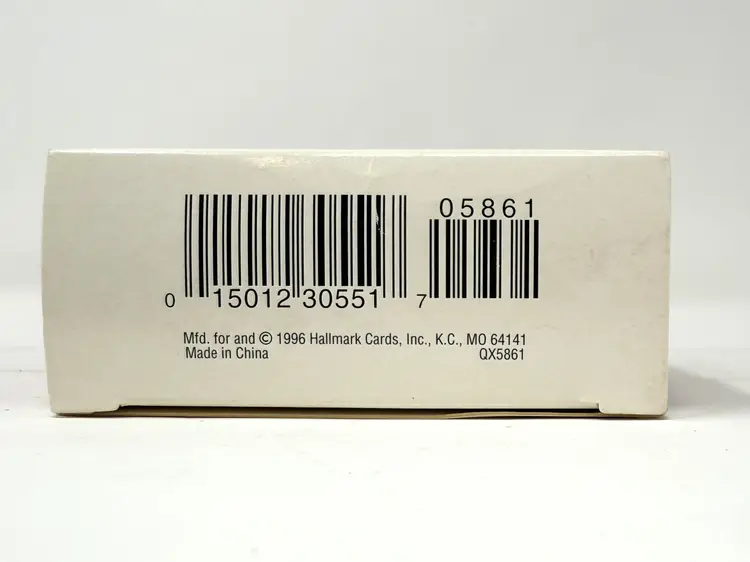 05861
0 15012 30551 7
Mfd. for and © 1996 Hallmark Cards, Inc., K.C., MO 64141
Made in China QX5861